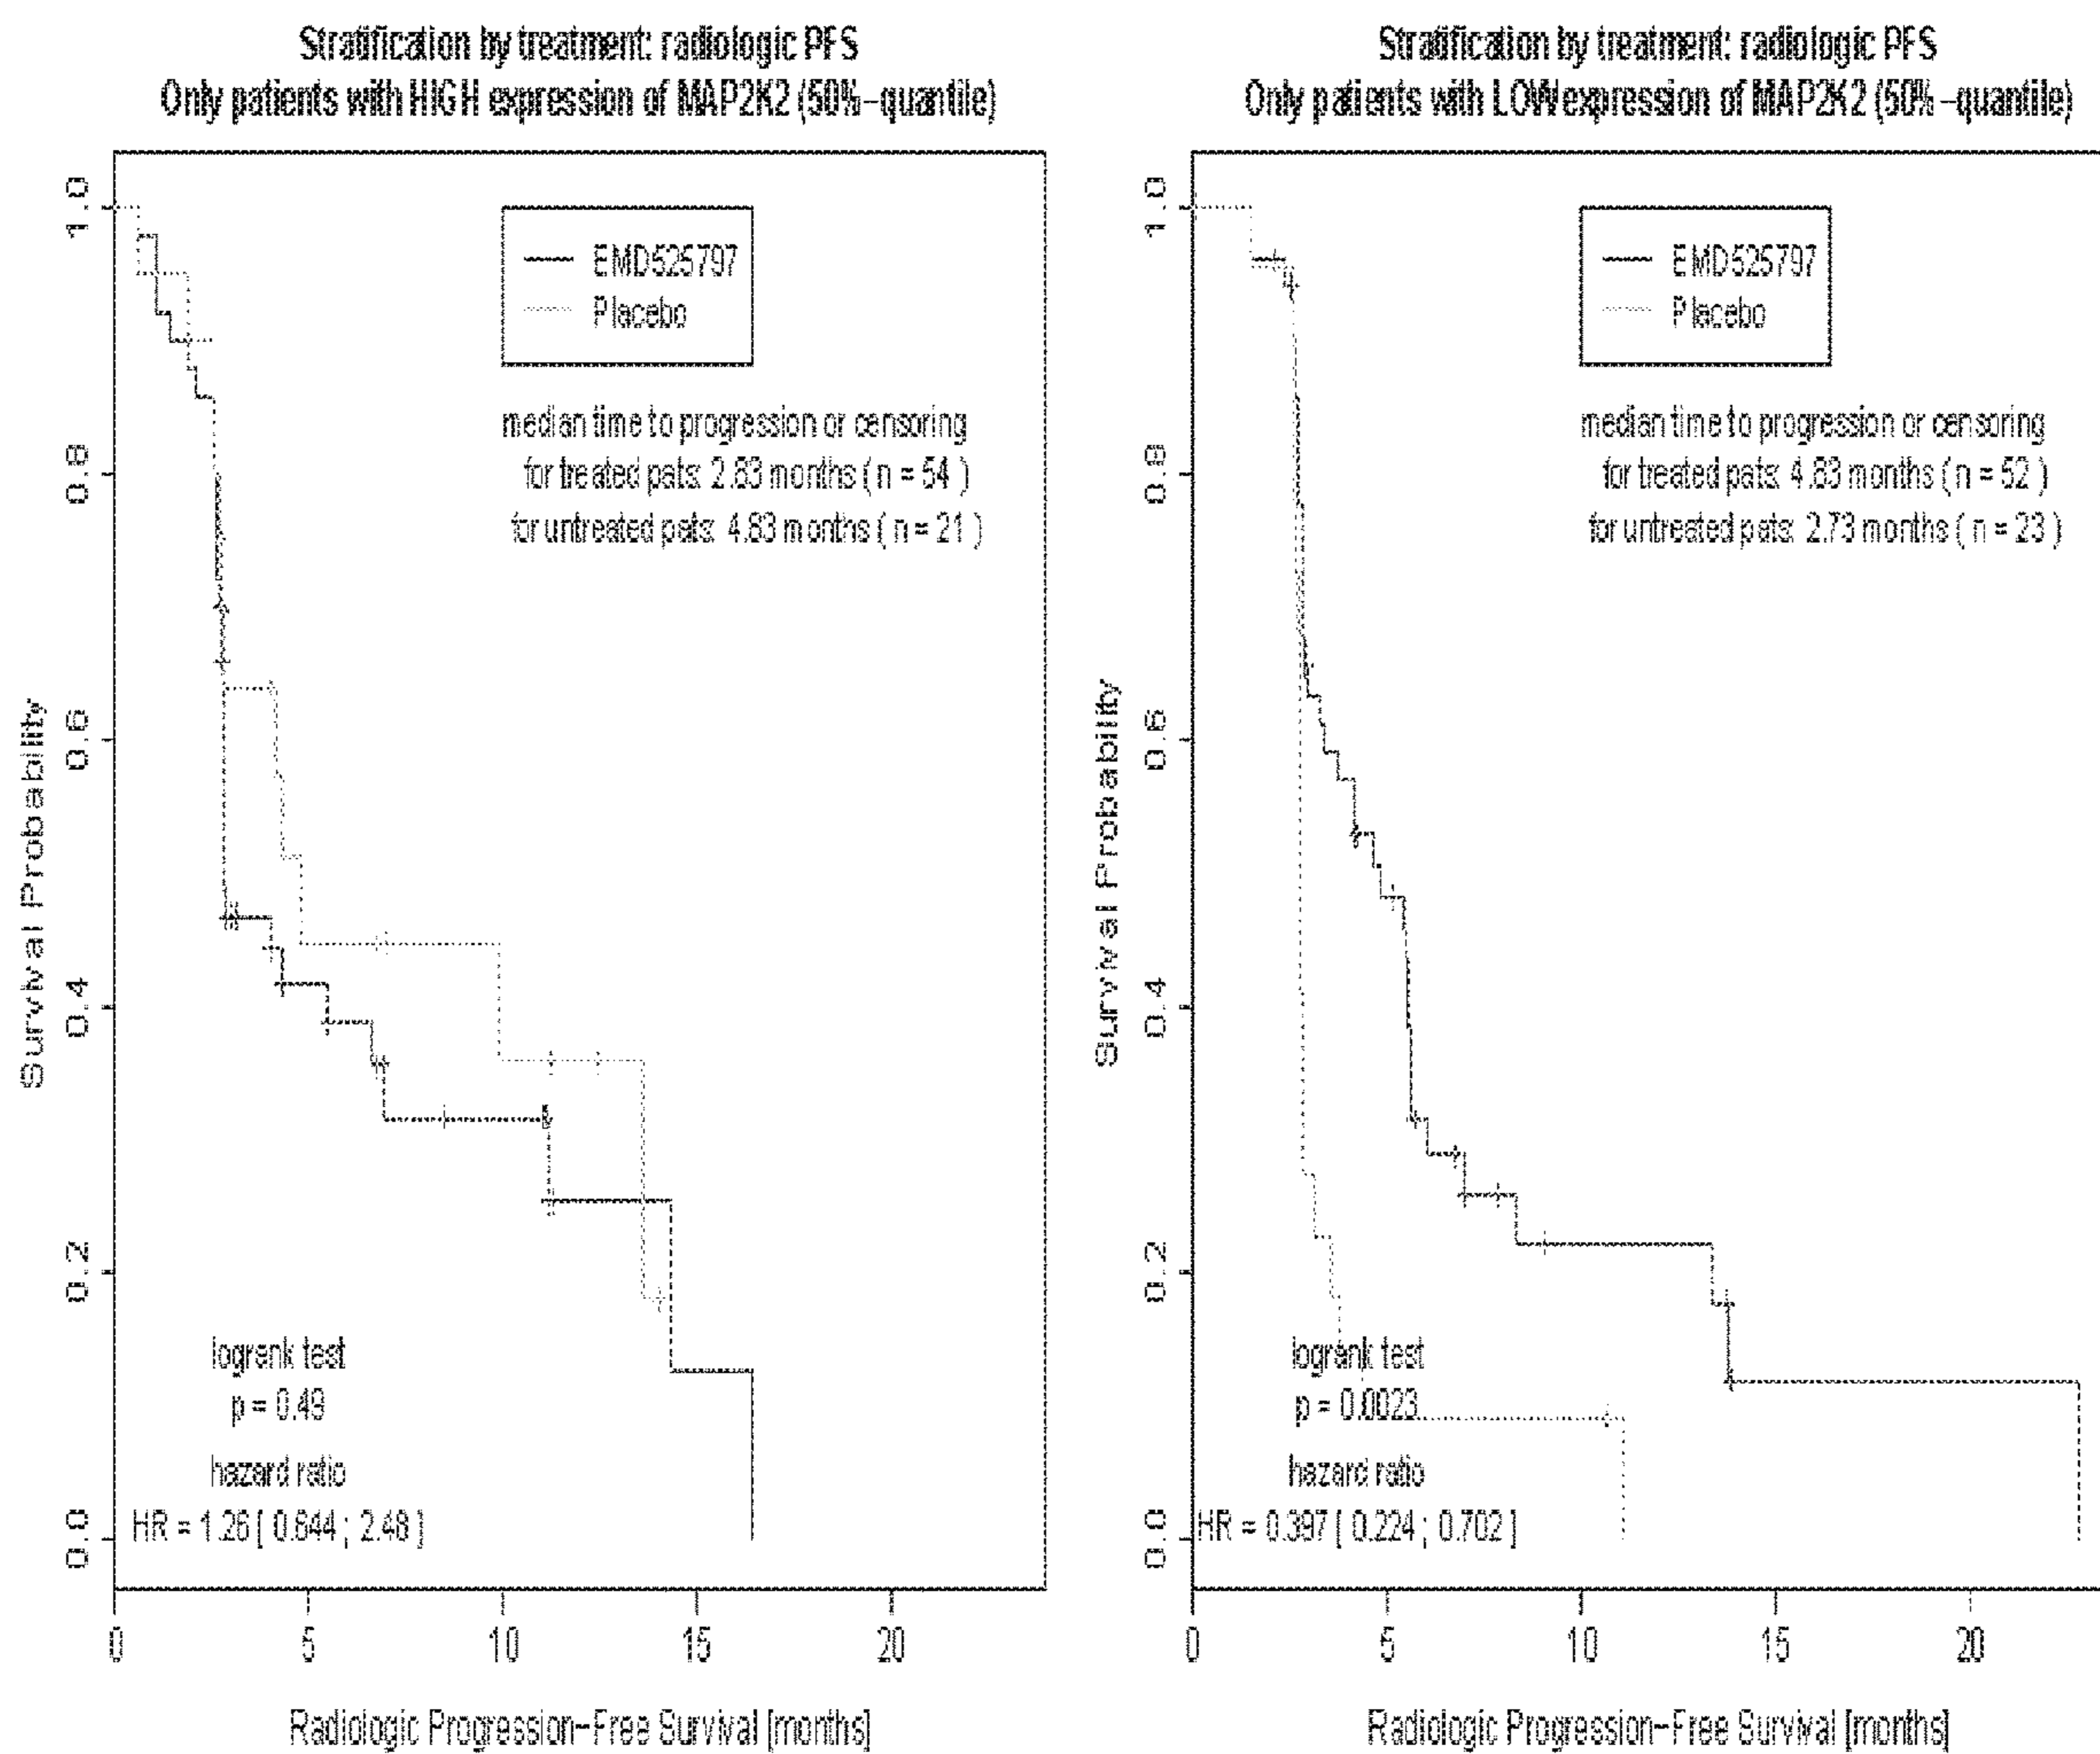 Stratification by treatment: radiologic PFS
Only patients with HIGH expression of MAP2K2 (50%-quantile)
EMD525797
Placebo
median time to progression or censoring
for treated pats: 2.83 months ( n = 54 )
for untreated pats: 4.83 months ( n = 21 )
Survival Probability
1.0
0.8
0.6
0.4
0.2
0.0
logrank test
p = 0.49
hazard ratio
HR = 1.26 [ 0.644 ; 2.48 ]
0 5 10 15 20
Radiologic Progression-Free Survival [months]
Stratification by treatment: radiologic PFS
Only patients with LOW expression of MAP2K2 (50%-quantile)
EMD525797
Placebo
median time to progression or censoring
for treated pats: 4.83 months ( n = 52 )
for untreated pats: 2.73 months ( n = 23 )
Survival Probability
1.0
0.8
0.6
0.4
0.2
0.0
logrank test
p = 0.0023
hazard ratio
HR = 0.397 [ 0.224 ; 0.702 ]
0 5 10 15 20
Radiologic Progression-Free Survival [months]